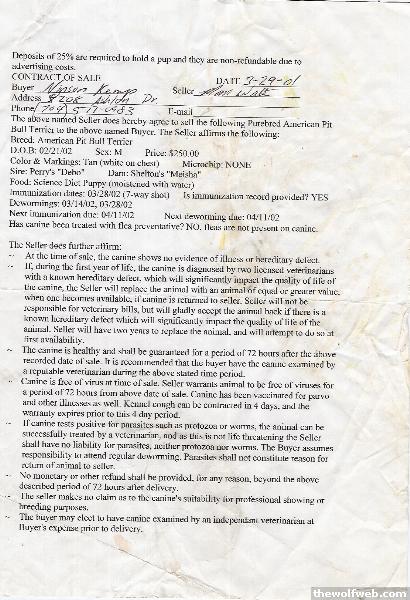 Deposits of 25% are required to hold a pup and they are non-refundable due to
advertising costs.
CONTRACT OF SALE DATE 3-29-01
Buyer Seller
Address 8208 Dr.
Phone E-mail
The above named Seller does hereby agree to sell the following Purebred American Pit
Bull Terrier to the above named Buyer. The Seller affirms the following:
Breed: American Pit Bull Terrier
D.O.B: 02/21/02 Sex: M Price: $250.00
Color & Markings: Tan (white on chest) Microchip: NONE
Sire: Perry's "Debo" Dam: Shelton's "Meisha"
Food: Science Diet Puppy (moistened with water)
Immunization dates: 03/28/02 (7-way shot) Is immunization record provided? YES
Dewormings: 03/14/02, 03/28/02
Next immunization due: 04/11/02 Next deworming due: 04/11/02
Has canine been treated with flea preventative? NO, fleas are not present on canine.
The Seller does further affirm:
~ At the time of sale, the canine shows no evidence of illness or hereditary defect.
~ If, during the first year of life, the canine is diagnosed by two licensed veterinarians
with a known hereditary defect, which will significantly impact the quality of life of
the canine, the Seller will replace the animal with an animal of equal or greater value,
when one becomes available, if canine is returned to seller. Seller will not be
responsible for veterinary bills, but will gladly accept the animal back if there is a
known hereditary defect which will significantly impact the quality of life of the
animal. Seller will have two years to replace the animal, and will attempt to do so at
first availability.
~ The canine is healthy and shall be guaranteed for a period of 72 hours after the above
recorded date of sale. It is recommended that the buyer have the canine examined by
a reputable veterinarian during the above stated time period.
~ Canine is free of virus at time of sale. Seller warrants animal to be free of viruses for
a period of 72 hours from above date of sale. Canine has been vaccinated for parvo
and other illnesses as well. Kennel cough can be contracted in 4 days, and the
warranty expires prior to this 4 day period.
~ If canine tests positive for parasites such as protozoa or worms, the animal can be
successfully treated by a veterinarian, and as this is not life threatening the Seller
shall have no liability for parasites, neither protozoa nor worms. The Buyer assumes
responsibility to attend regular deworming. Parasites shall not constitute reason for
return of animal to seller.
~ No monetary or other refund shall be provided, for any reason, beyond the above
described period of 72 hours after delivery.
~ The seller makes no claim as to the canine's suitability for professional showing or
breeding purposes.
~ The buyer may elect to have canine examined by an independant veterinarian at
Buyer's expense prior to delivery.
thewolfweb.com